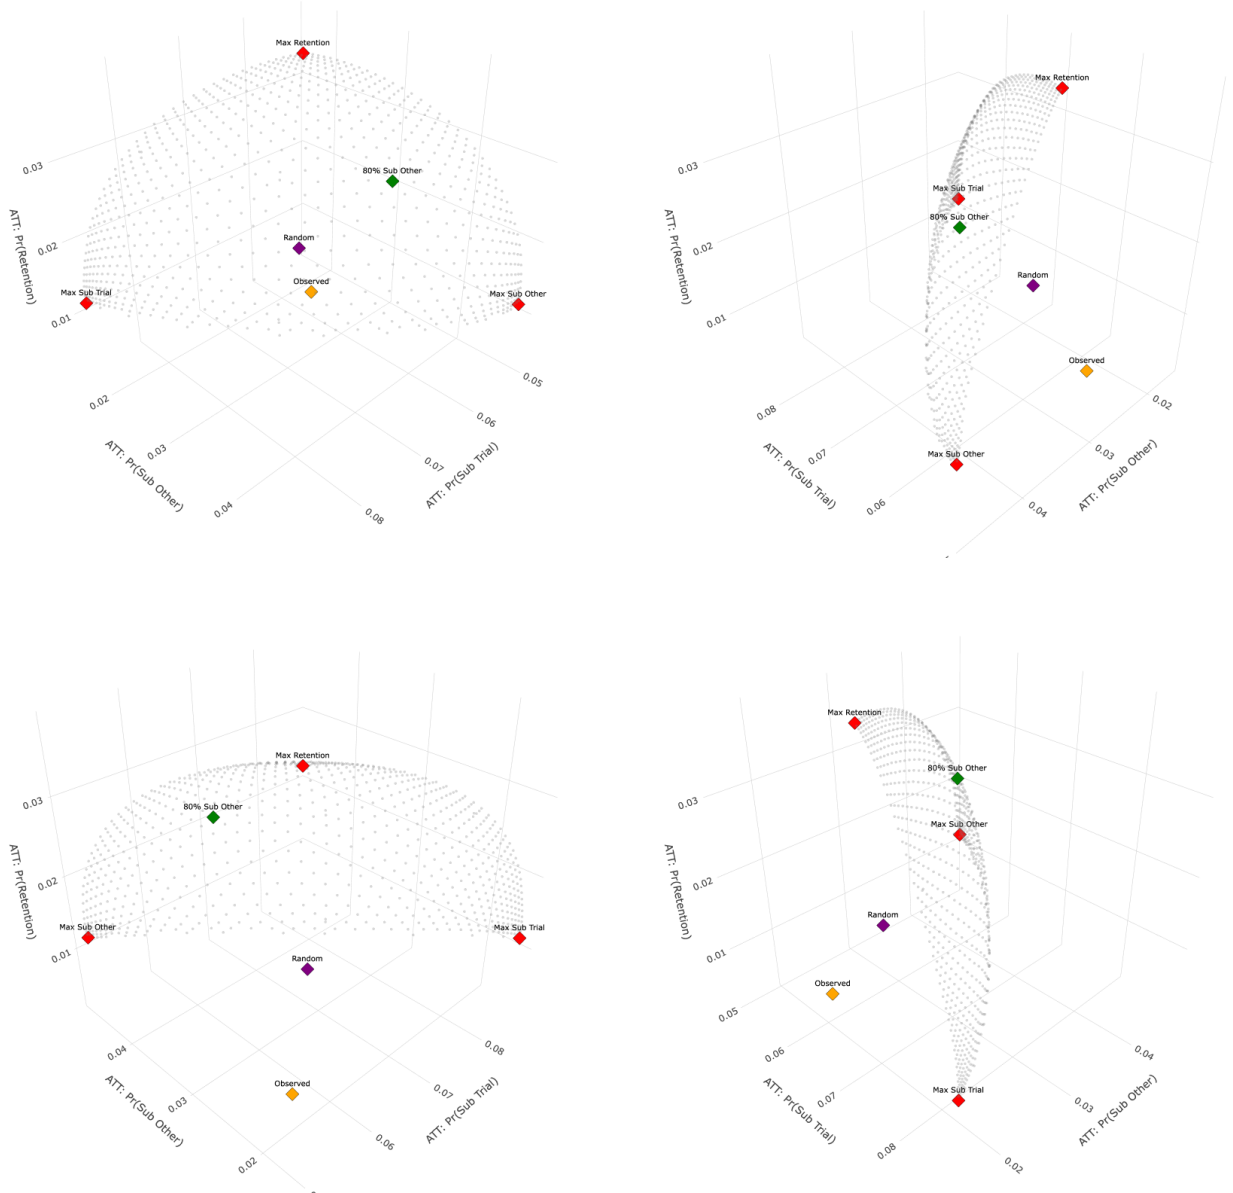 Max Retention
80% Sub Other
Random
Observed
Max Sub Trial
Max Sub Other
0.03
0.02
0.01
ATT: Pr(Retention)
0.02
0.03
0.04
ATT: Pr(Sub Other)
0.05
0.06
0.07
0.08
ATT: Pr(Sub Trial)
Max Retention
Max Sub Trial
80% Sub Other
Random
Observed
Max Sub Other
0.03
0.02
0.01
ATT: Pr(Retention)
0.08
0.07
0.06
ATT: Pr(Sub Trial)
0.02
0.03
0.04
ATT: Pr(Sub Other)
Max Retention
80% Sub Other
Max Sub Other
Max Sub Trial
Random
Observed
0.03
0.02
0.01
ATT: Pr(Retention)
0.04
0.03
0.02
ATT: Pr(Sub Other)
0.08
0.07
0.06
ATT: Pr(Sub Trial)
Max Retention
80% Sub Other
Max Sub Other
Random
Observed
Max Sub Trial
0.03
0.02
0.01
ATT: Pr(Retention)
0.05
0.06
0.07
0.08
ATT: Pr(Sub Trial)
0.04
0.03
0.02
ATT: Pr(Sub Other)